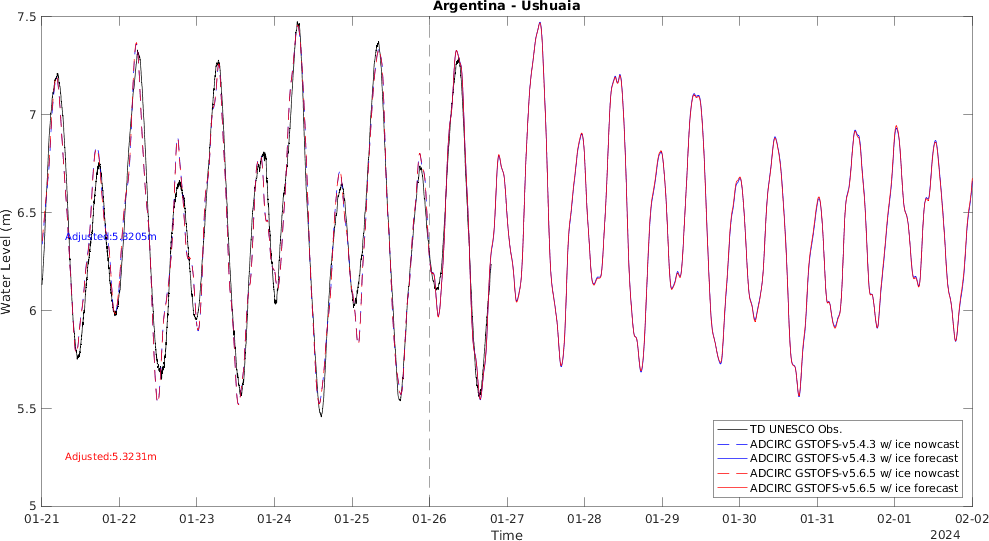 Argentina - Ushuaia
7.5
7
6.5
6
5.5
5
Water Level (m)
Adjusted:5.3205m
Adjusted:5.3231m
TD UNESCO Obs.
ADCIRC GSTOFS-v5.4.3 w/ ice nowcast
ADCIRC GSTOFS-v5.4.3 w/ ice forecast
ADCIRC GSTOFS-v5.6.5 w/ ice nowcast
ADCIRC GSTOFS-v5.6.5 w/ ice forecast
01-21 01-22 01-23 01-24 01-25 01-26 01-27 01-28 01-29 01-30 01-31 02-01 02-02
Time
2024